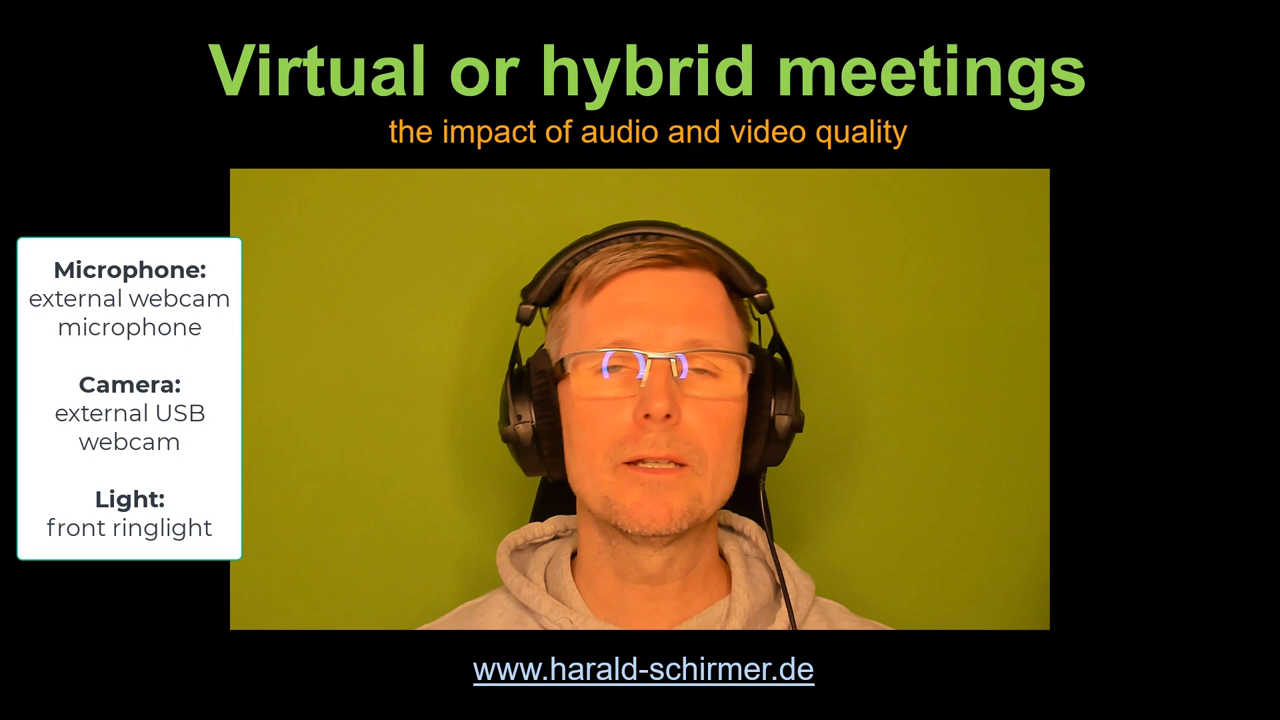 Virtual or hybrid meetings
the impact of audio and video quality
Microphone:
external webcam
microphone
Camera:
external USB
webcam
Light:
front ringlight
www.harald-schirmer.de